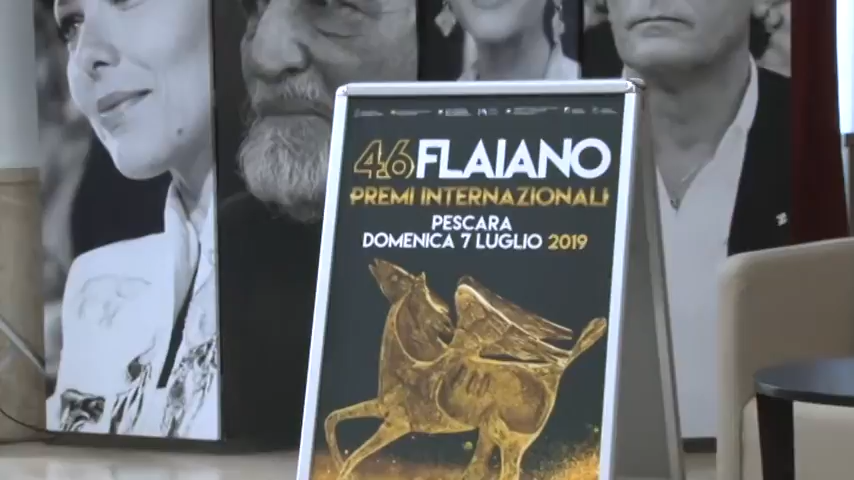 46 FLAIANO
PREMI INTERNAZIONALI
PESCARA
DOMENICA 7 LUGLIO 2019